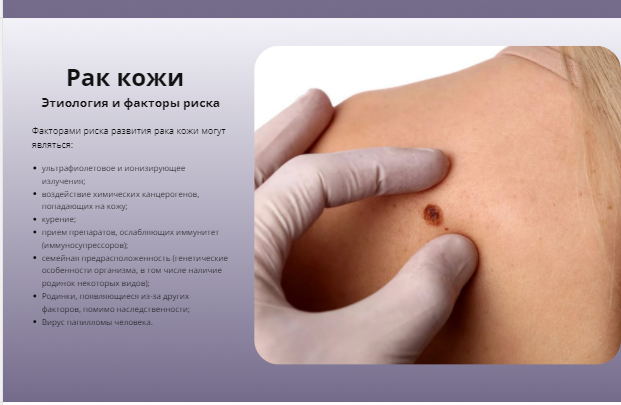 Рак кожи
Этиология и факторы риска
Факторами риска развития рака кожи могут
являться:
• ультрафиолетовое и ионизирующее
излучения;
• воздействие химических канцерогенов,
попадающих на кожу;
• курение;
• прием препаратов, ослабляющих иммунитет
(иммуносупрессоров);
• семейная предрасположенность (генетические
особенности организма, в том числе наличие
родинок некоторых видов);
• Родинки, появляющиеся из-за других
факторов, помимо наследственности;
• Вирус папилломы человека.